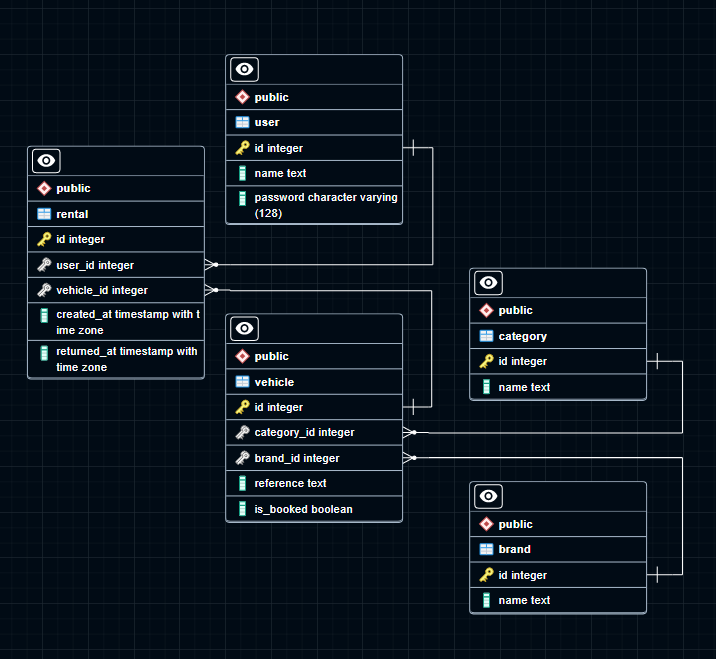 public
user
id integer
name text
password character varying
(128)
public
rental
id integer
user_id integer
vehicle_id integer
created_at timestamp with t
ime zone
returned_at timestamp with
time zone
public
vehicle
id integer
category_id integer
brand_id integer
reference text
is_booked boolean
public
category
id integer
name text
public
brand
id integer
name text